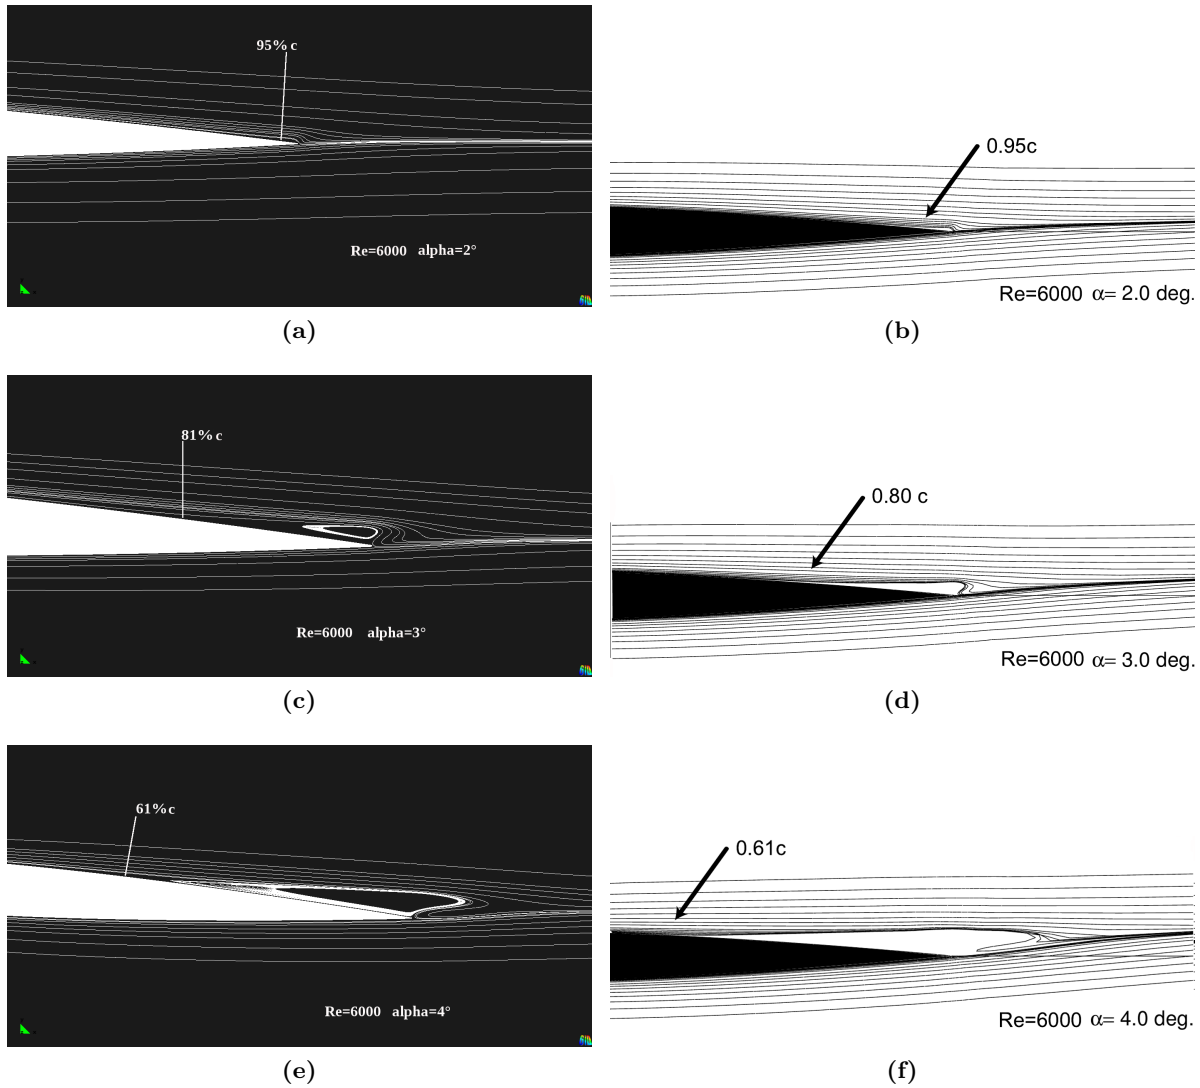 95% c
Re=6000 alpha=2°
(a)
0.95c
Re=6000 α= 2.0 deg.
(b)
81% c
Re=6000 alpha=3°
(c)
0.80 c
Re=6000 α= 3.0 deg.
(d)
61% c
Re=6000 alpha=4°
(e)
0.61c
Re=6000 α= 4.0 deg.
(f)